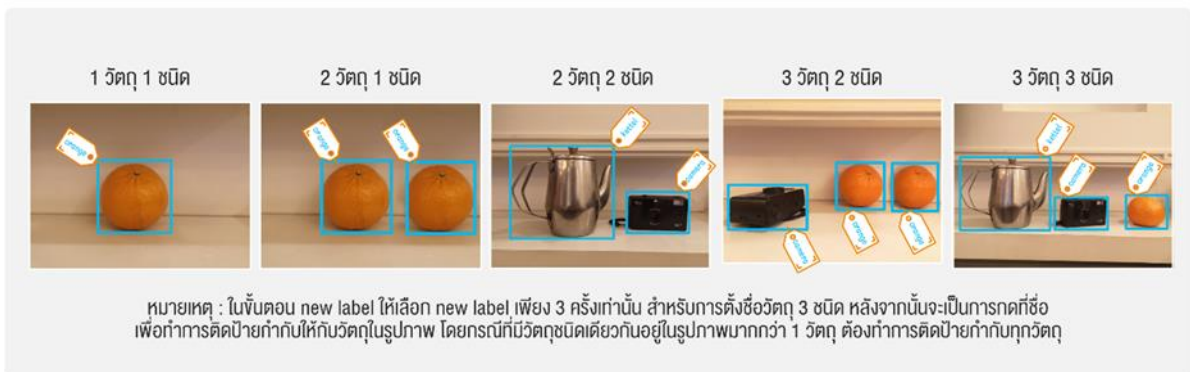 1 วัตถุ 1 ชนิด
2 วัตถุ 1 ชนิด
2 วัตถุ 2 ชนิด
3 วัตถุ 2 ชนิด
3 วัตถุ 3 ชนิด
orange
orange
orange
kettel
camera
camera
orange
orange
kettel
camera
orange
หมายเหตุ : ในขั้นตอน new label ให้เลือก new label เพียง 3 ครั้งเท่านั้น สำหรับการตั้งชื่อวัตถุ 3 ชนิด หลังจากนั้นจะเป็นการกดที่ชื่อ
เพื่อทำการติดป้ายกำกับให้กับวัตถุในรูปภาพ โดยกรณีที่มีวัตถุชนิดเดียวกันอยู่ในรูปภาพมากกว่า 1 วัตถุ ต้องทำการติดป้ายกำกับทุกวัตถุ